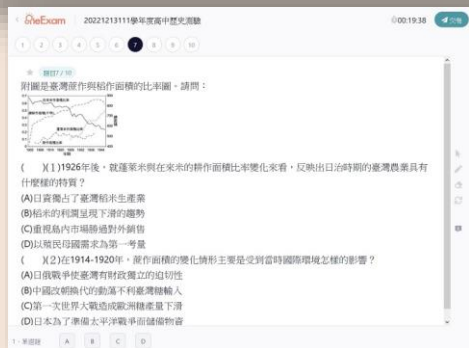 OneExam
20221213111學年度高中歷史測驗
00:19:38
交卷
1 2 3 4 5 6 7 8 9 10
題目7 / 10
附圖是臺灣蔗作與稻作面積的比率圖，請問：
( )(1)1926年後，就蓬萊米與在來米的耕作面積比率變化來看，反映出日治時期的臺灣農業具有
什麼樣的特質？
(A)日資獨占了臺灣稻米生產業
(B)稻米的利潤呈現下滑的趨勢
(C)重視島內市場勝過對外銷售
(D)以殖民母國需求為第一考量
( )(2)在1914-1920年，蔗作面積的變化情形主要是受到當時國際環境怎樣的影響？
(A)日俄戰爭使臺灣有財政獨立的迫切性
(B)中國改朝換代的動蕩不利臺灣糖輸入
(C)第一次世界大戰造成歐洲糖產量下滑
(D)日本為了準備太平洋戰爭而儲備物資
1 - 單選題 A B C D